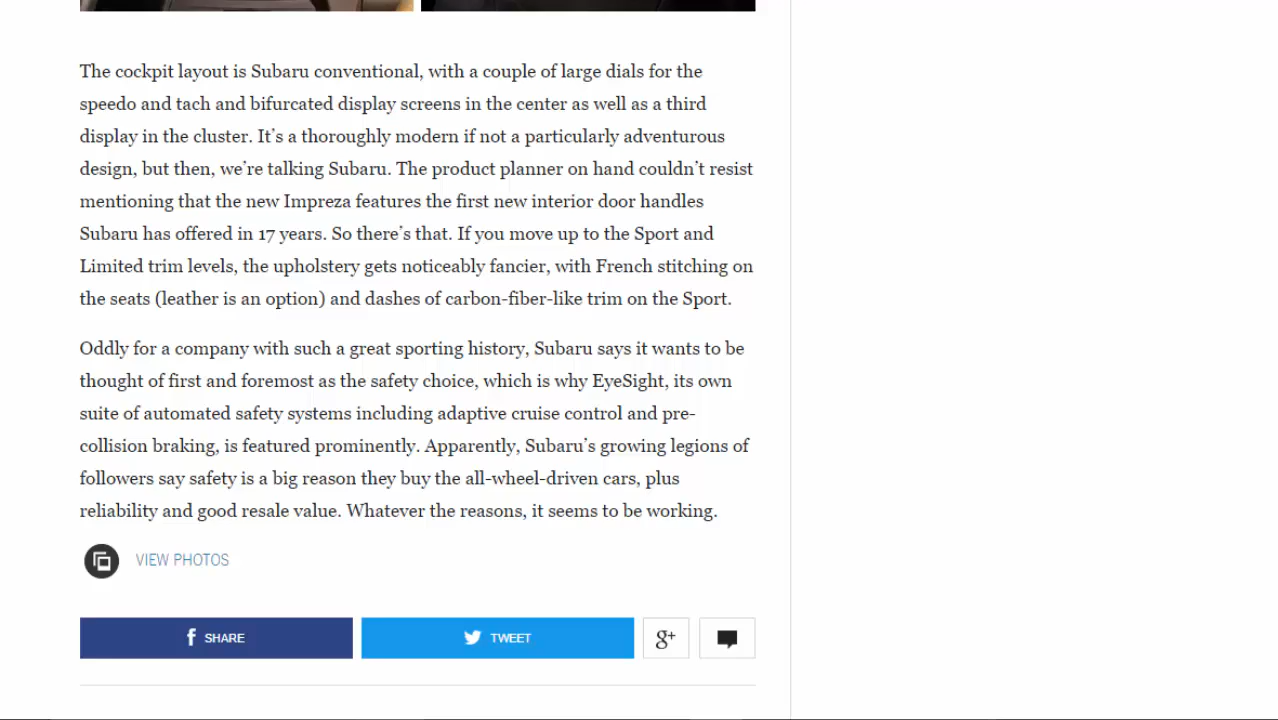 The cockpit layout is Subaru conventional, with a couple of large dials for the
speedo and tach and bifurcated display screens in the center as well as a third
display in the cluster. It’s a thoroughly modern if not a particularly adventurous
design, but then, we’re talking Subaru. The product planner on hand couldn’t resist
mentioning that the new Impreza features the first new interior door handles
Subaru has offered in 17 years. So there’s that. If you move up to the Sport and
Limited trim levels, the upholstery gets noticeably fancier, with French stitching on
the seats (leather is an option) and dashes of carbon-fiber-like trim on the Sport.
Oddly for a company with such a great sporting history, Subaru says it wants to be
thought of first and foremost as the safety choice, which is why EyeSight, its own
suite of automated safety systems including adaptive cruise control and pre-
collision braking, is featured prominently. Apparently, Subaru’s growing legions of
followers say safety is a big reason they buy the all-wheel-driven cars, plus
reliability and good resale value. Whatever the reasons, it seems to be working.
VIEW PHOTOS
f SHARE
TWEET
g+